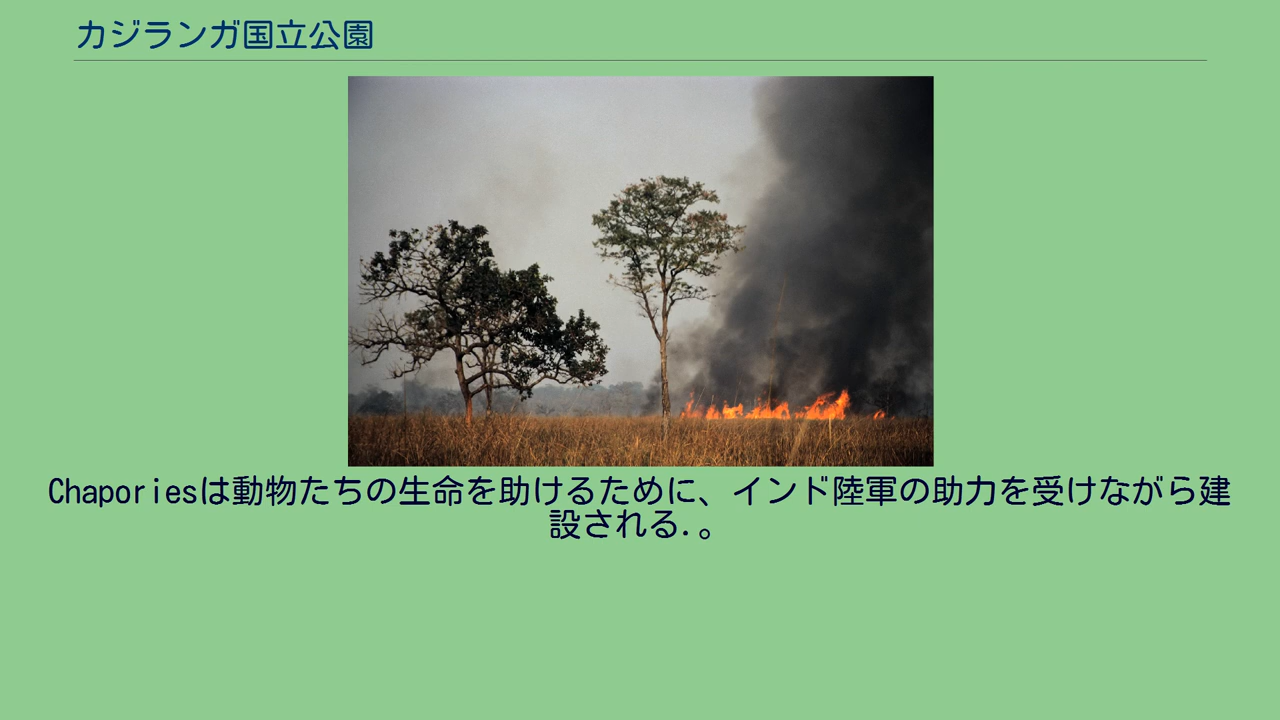 カジランガ国立公園
Chaporiesは動物たちの生命を助けるために、インド陸軍の助力を受けながら建
設される.。